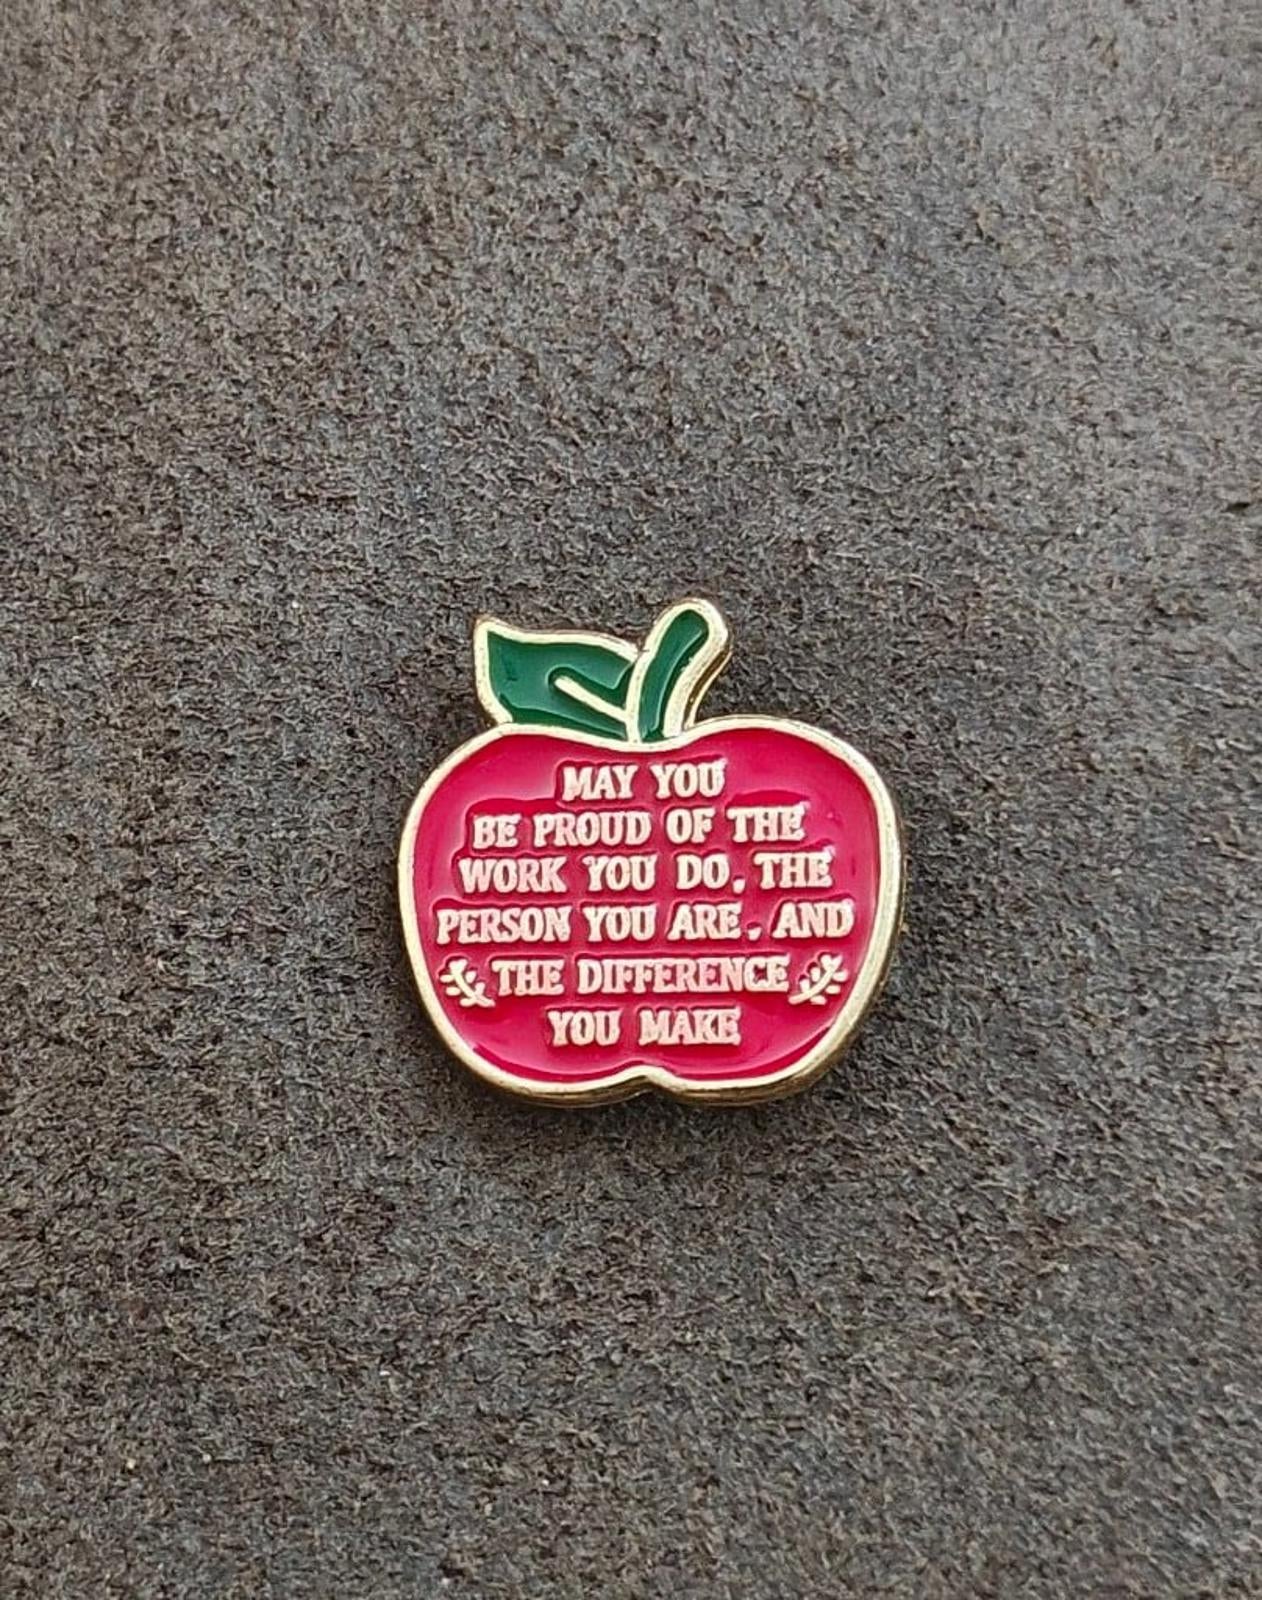 MAY YOU
BE PROUD OF THE
WORK YOU DO, THE
PERSON YOU ARE, AND
THE DIFFERENCE
YOU MAKE